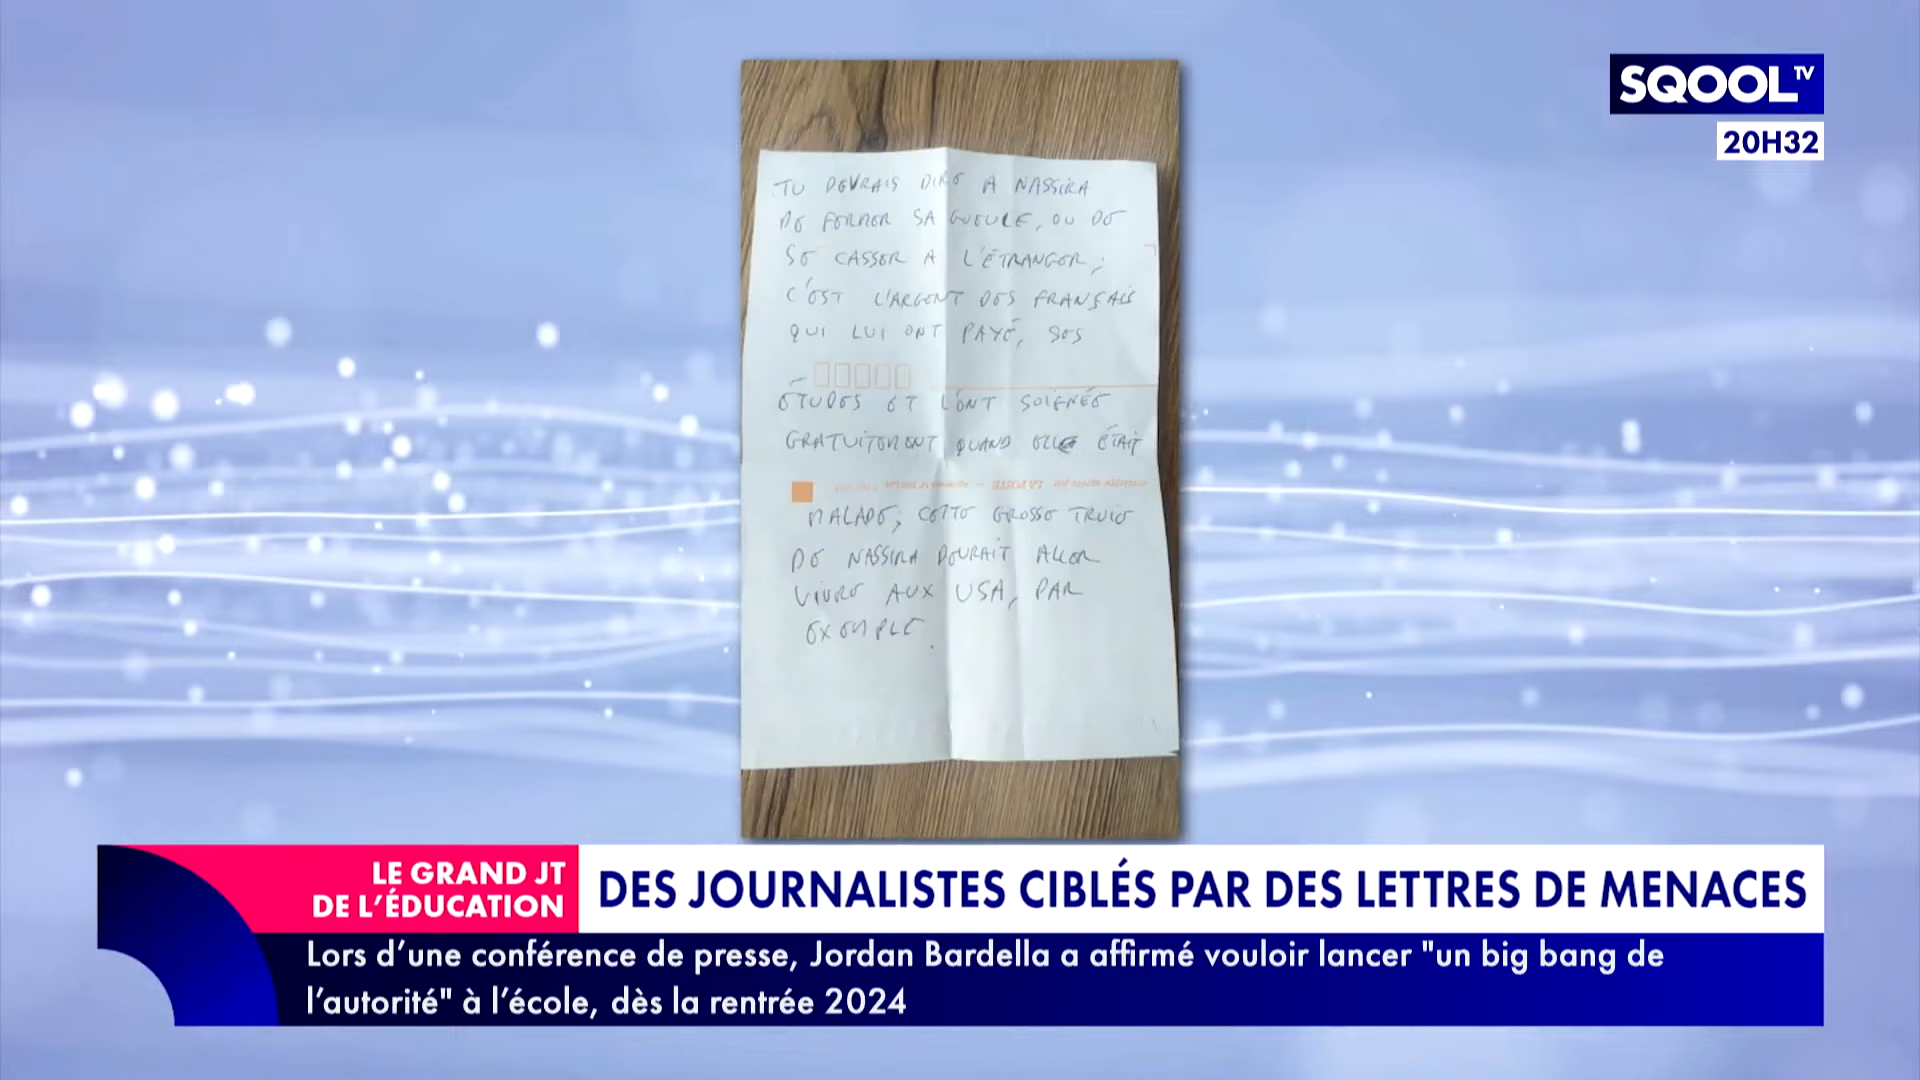 SQOOL TV
20H32
TU DEVRAIS DIRE A NASSIRA
DE FERMER SA GUEULE, OU DE
SE CASSER A L'ÉTRANGER ;
C'EST L'ARGENT DES FRANÇAIS
QUI LUI ONT PAYÉ, SES
ÉTUDES ET L'ONT SOIGNÉE
GRATUITEMENT QUAND ELLE ÉTAIT
LA POSTE
MALADE, CETTE GROSSE TRUIE
DE NASSIRA POURAIT ALLER
VIVRE AUX USA, PAR
EXEMPLE.
LE GRAND JT
DE L'ÉDUCATION
DES JOURNALISTES CIBLÉS PAR DES LETTRES DE MENACES
Lors d'une conférence de presse, Jordan Bardella a affirmé vouloir lancer "un big bang de
l'autorité" à l'école, dès la rentrée 2024